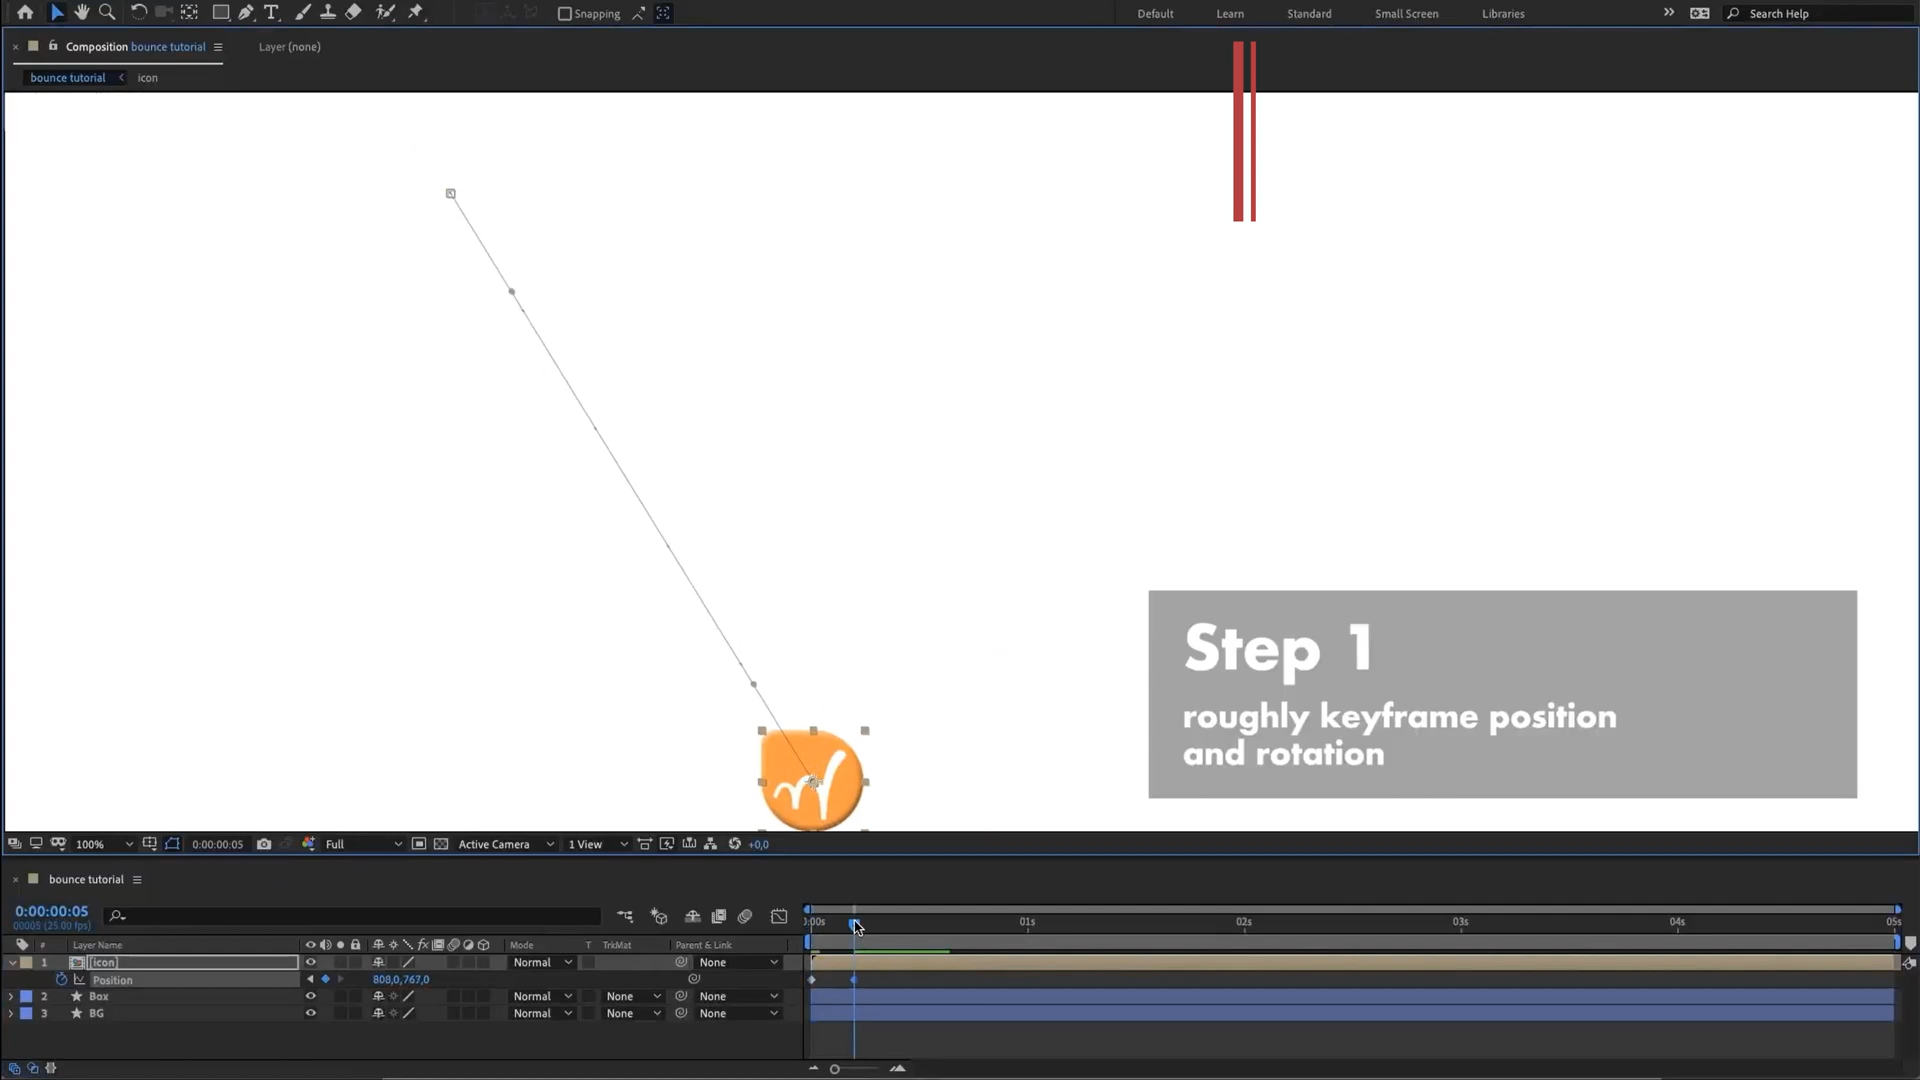 Snapping
Default
Learn
Standard
Small Screen
Libraries
Search Help
Composition bounce tutorial
Layer (none)
bounce tutorial
icon
Step 1
roughly keyframe position
and rotation
100%
0:00:00:05
Full
Active Camera
1 View
+0,0
bounce tutorial
0:00:00:05
00005 (25.00 fps)
):00s
01s
02s
03s
04s
05s
#
Layer Name
fx
Mode
T
TrkMat
Parent & Link
1
[icon]
Normal
None
Position
808,0,767,0
2
Box
Normal
None
None
3
BG
Normal
None
None